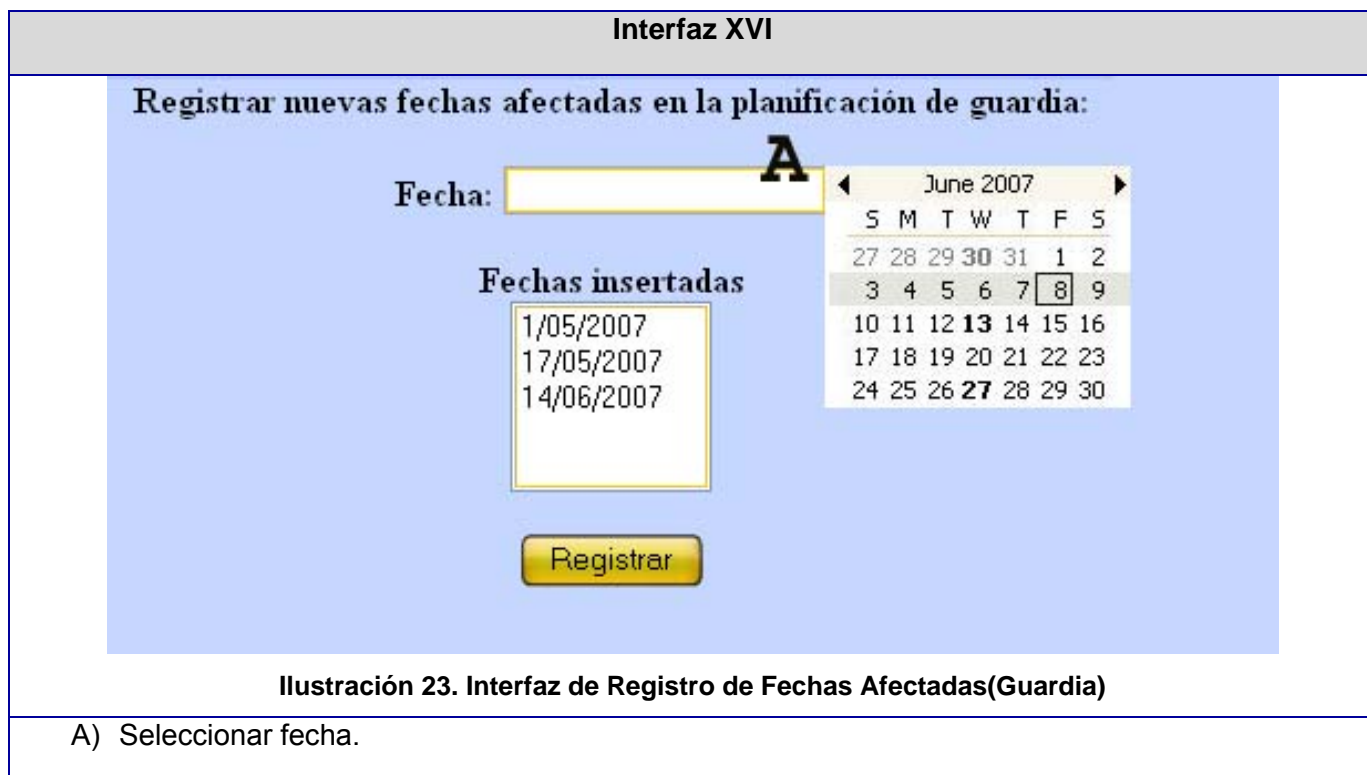 Interfaz XVI
Registrar nuevas fechas afectadas en la planificación de guardia:
A
Fecha:
June 2007
S M T W T F S
27 28 29 30 31 1 2
3 4 5 6 7 8 9
10 11 12 13 14 15 16
17 18 19 20 21 22 23
24 25 26 27 28 29 30
Fechas insertadas
1/05/2007
17/05/2007
14/06/2007
Registrar
Ilustración 23. Interfaz de Registro de Fechas Afectadas(Guardia)
A) Seleccionar fecha.